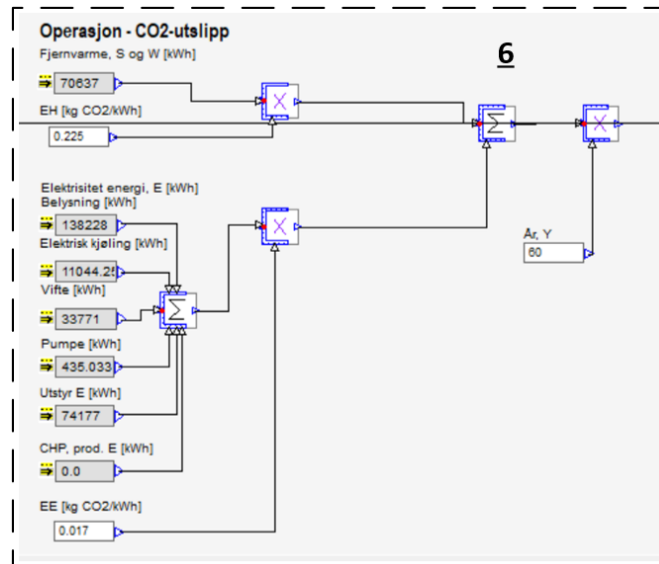 Operasjon - CO2-utslipp
Fjernvarme, S og W [kWh]
6
70637
EH [kg CO2/kWh]
0.225
Elektrisitet energi, E [kWh]
Belysning [kWh]
138228
Elektrisk kjøling [kWh]
11044.25
Vifte [kWh]
33771
Pumpe [kWh]
435.033
Utstyr E [kWh]
74177
CHP, prod. E [kWh]
0.0
EE [kg CO2/kWh]
0.017
År, Y
60